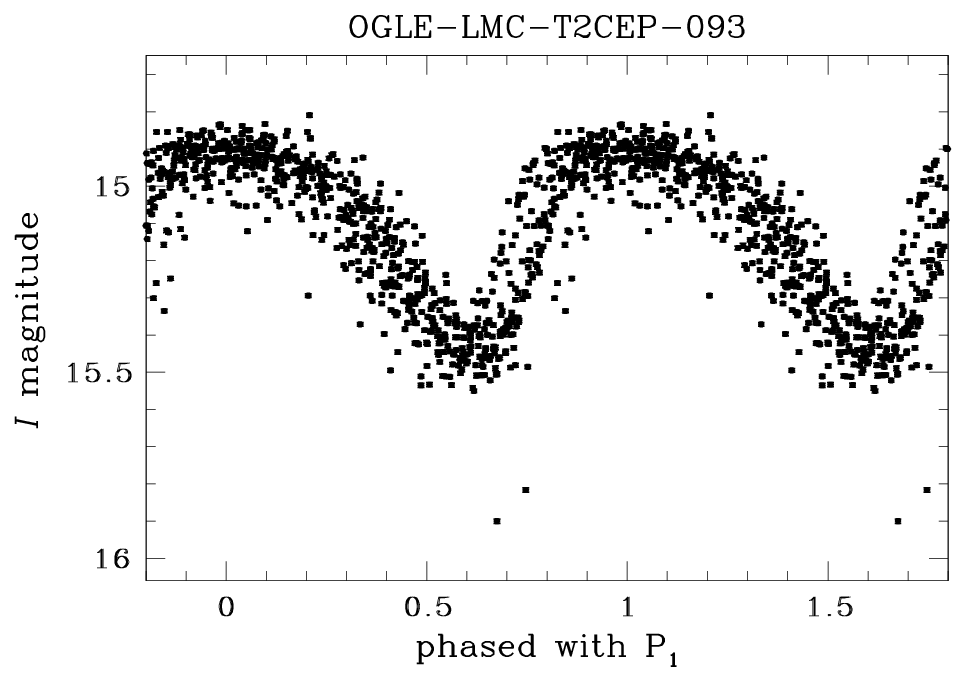 OGLE-LMC-T2CEP-093
15
15.5
16
I magnitude
0 0.5 1 1.5
phased with P₁